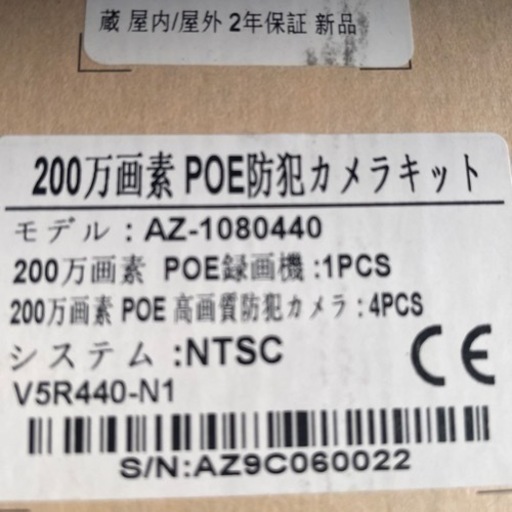 蔵 屋内/屋外 2年保証 新品
200万画素 POE防犯カメラキット
モデル : AZ-1080440
200万画素 POE録画機 :1PCS
200万画素 POE 高画質防犯カメラ : 4PCS
システム :NTSC
CE
V5R440-N1
S/N:AZ9C060022